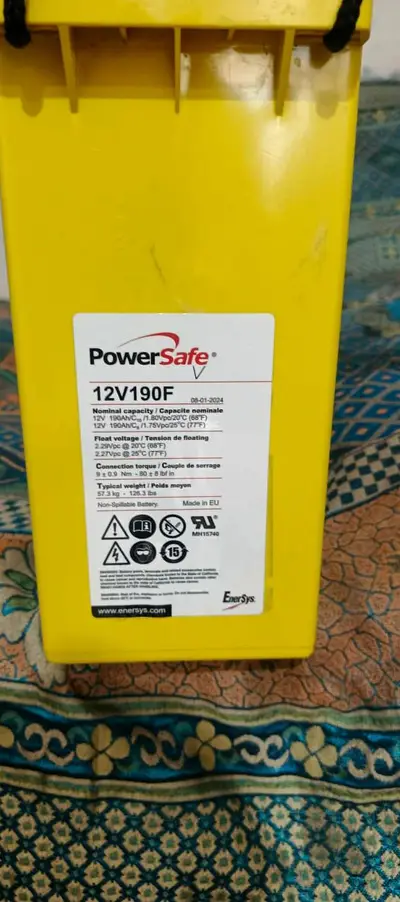 PowerSafe®
V
12V190F
08-01-2024
Nominal capacity / Capacite nominale
12V 190Ah/C10 /1.80Vpc/20°C (68°F)
12V 190Ah/C8 /1.75Vpc/25°C (77°F)
Float voltage / Tension de floating
2.29Vpc @ 20°C (68°F)
2.27Vpc @ 25°C (77°F)
Connection torque / Couple de serrage
9 ± 0.9 Nm - 80 ± 8 lbf in
Typical weight / Poids moyen
57.3 kg - 126.3 lbs
Non-Spillable Battery. Made in EU
MH15740
15
www.enersys.com
EnerSys.